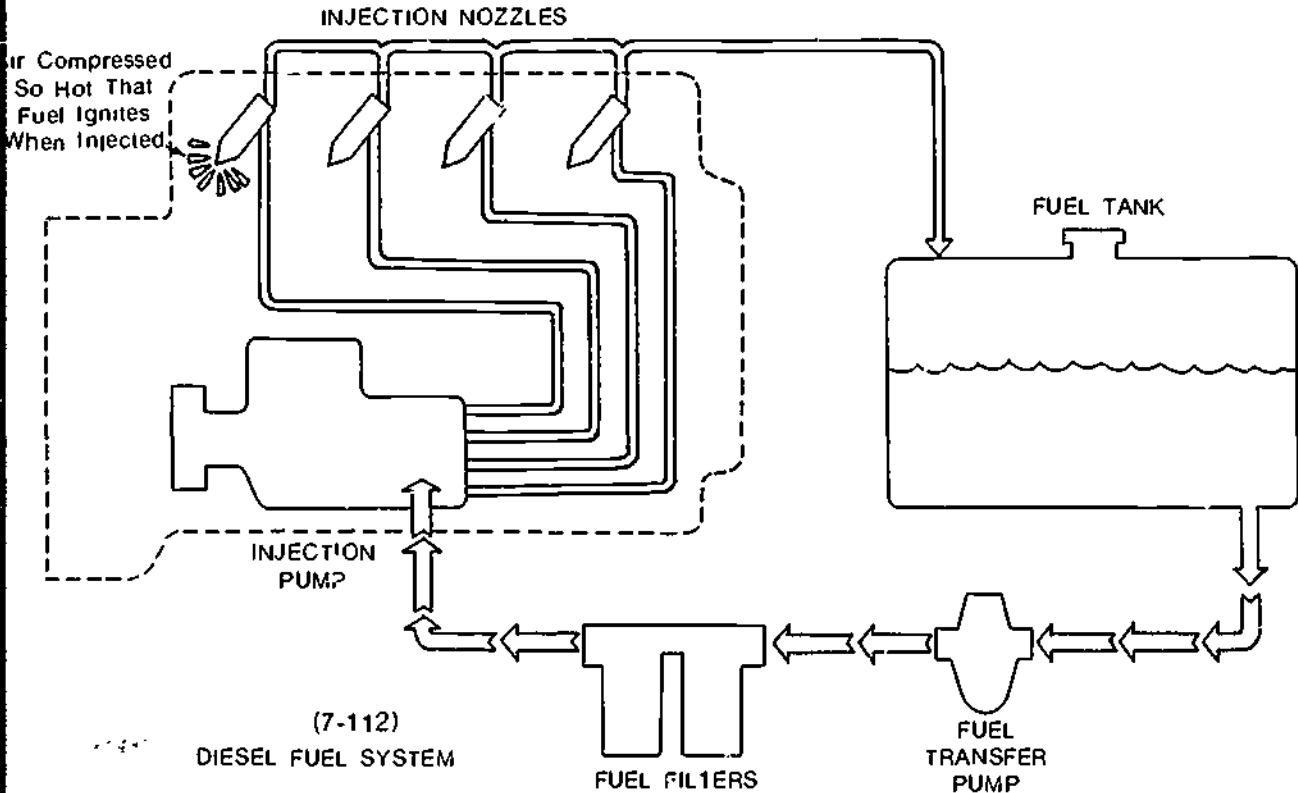 INJECTION NOZZLES
ir Compressed
So Hot That
Fuel Ignites
When Injected
FUEL TANK
INJECTION
PUMP
(7-112)
DIESEL FUEL SYSTEM
FUEL FILTERS
FUEL
TRANSFER
PUMP